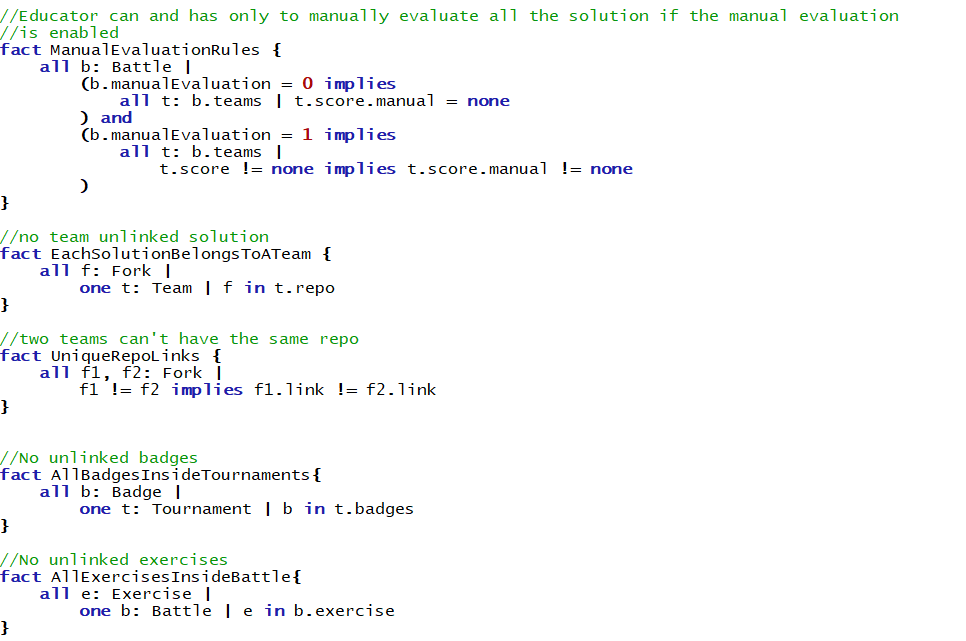 //Educator can and has only to manually evaluate all the solution if the manual evaluation
//is enabled
fact ManualEvaluationRules {
    all b: Battle |
        (b.manualEvaluation = 0 implies
            all t: b.teams | t.score.manual = none
        ) and
        (b.manualEvaluation = 1 implies
            all t: b.teams |
                t.score != none implies t.score.manual != none
        )
}

//no team unlinked solution
fact EachSolutionBelongsToATeam {
    all f: Fork |
        one t: Team | f in t.repo
}

//two teams can't have the same repo
fact UniqueRepoLinks {
    all f1, f2: Fork |
        f1 != f2 implies f1.link != f2.link
}


//No unlinked badges
fact AllBadgesInsideTournaments{
    all b: Badge |
        one t: Tournament | b in t.badges
}

//No unlinked exercises
fact AllExercisesInsideBattle{
    all e: Exercise |
        one b: Battle | e in b.exercise
}